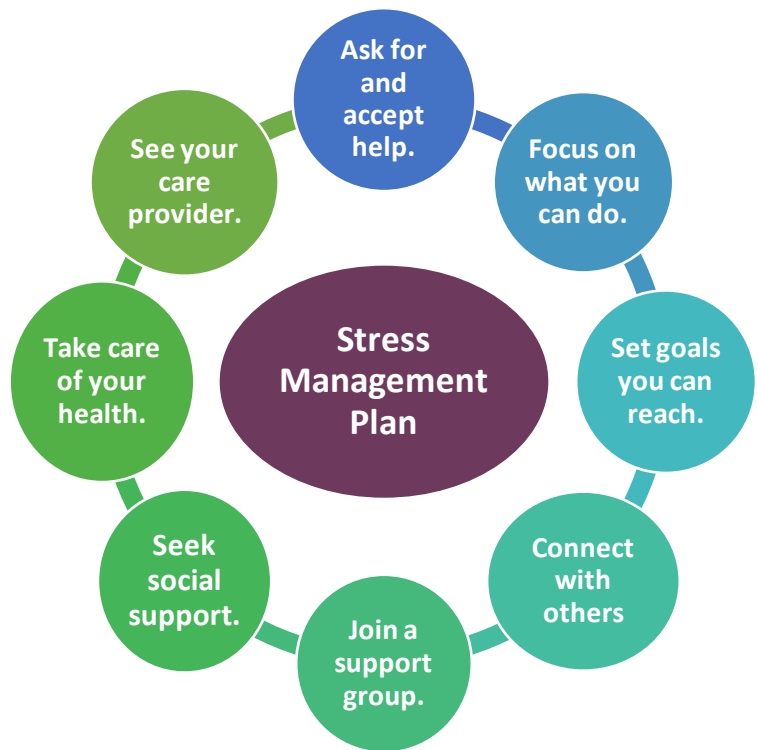 Ask for
and
accept
help.
Focus on
what you
can do.
Set goals
you can
reach.
Connect
with
others
Join a
support
group.
Seek
social
support.
Take care
of your
health.
See your
care
provider.
Stress
Management
Plan